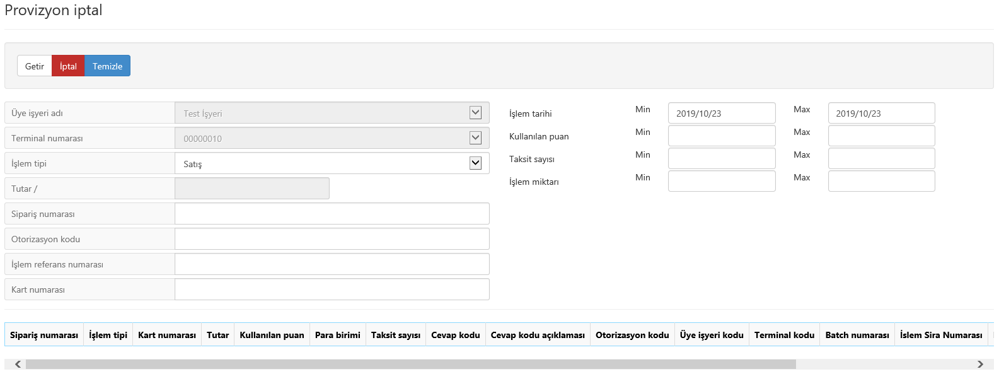 Provizyon iptal
Getir İptal Temizle
Üye işyeri adı Test İşyeri
Terminal numarası 00000010
İşlem tipi Satış
Tutar /
Sipariş numarası
Otorizasyon kodu
İşlem referans numarası
Kart numarası
İşlem tarihi Min 2019/10/23 Max 2019/10/23
Kullanılan puan Min Max
Taksit sayısı Min Max
İşlem miktarı Min Max
Sipariş numarası İşlem tipi Kart numarası Tutar Kullanılan puan Para birimi Taksit sayısı Cevap kodu Cevap kodu açıklaması Otorizasyon kodu Üye işyeri kodu Terminal kodu Batch numarası İslem Sira Numarası